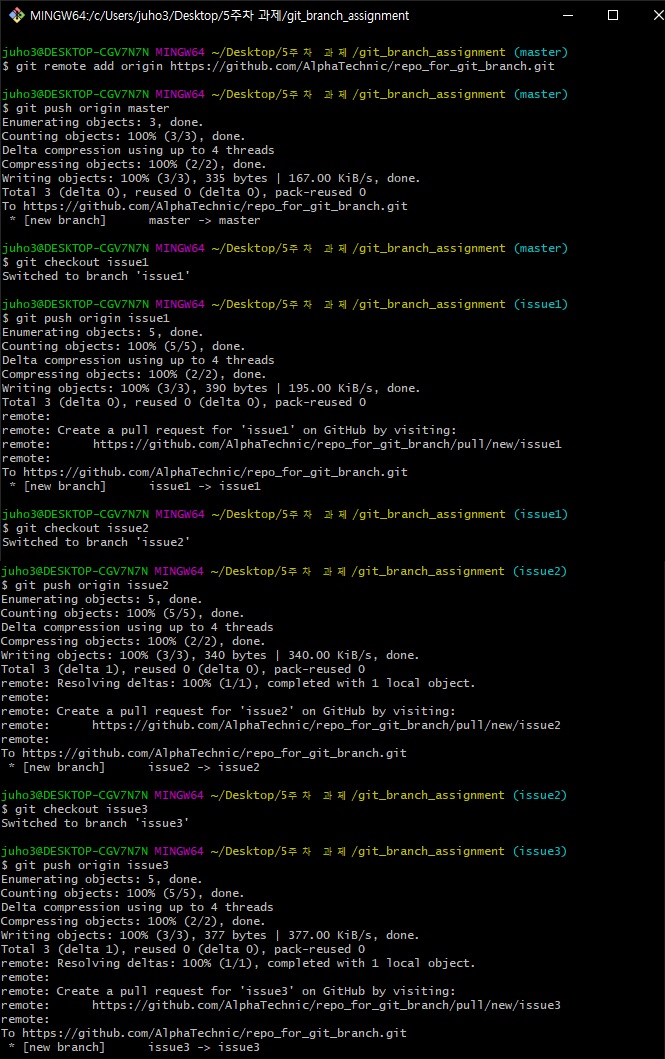 MINGW64:/c/Users/juho3/Desktop/5주차 과제/git_branch_assignment
juho3@DESKTOP-CGV7N7N MINGW64 ~/Desktop/5주차 과제/git_branch_assignment (master)
$ git remote add origin https://github.com/AlphaTechnic/repo_for_git_branch.git
juho3@DESKTOP-CGV7N7N MINGW64 ~/Desktop/5주차 과제/git_branch_assignment (master)
$ git push origin master
Enumerating objects: 3, done.
Counting objects: 100% (3/3), done.
Delta compression using up to 4 threads
Compressing objects: 100% (2/2), done.
Writing objects: 100% (3/3), 335 bytes | 167.00 KiB/s, done.
Total 3 (delta 0), reused 0 (delta 0), pack-reused 0
To https://github.com/AlphaTechnic/repo_for_git_branch.git
 * [new branch]      master -> master
juho3@DESKTOP-CGV7N7N MINGW64 ~/Desktop/5주차 과제/git_branch_assignment (master)
$ git checkout issue1
Switched to branch 'issue1'
juho3@DESKTOP-CGV7N7N MINGW64 ~/Desktop/5주차 과제/git_branch_assignment (issue1)
$ git push origin issue1
Enumerating objects: 5, done.
Counting objects: 100% (5/5), done.
Delta compression using up to 4 threads
Compressing objects: 100% (2/2), done.
Writing objects: 100% (3/3), 390 bytes | 195.00 KiB/s, done.
Total 3 (delta 0), reused 0 (delta 0), pack-reused 0
remote:
remote: Create a pull request for 'issue1' on GitHub by visiting:
remote:      https://github.com/AlphaTechnic/repo_for_git_branch/pull/new/issue1
remote:
To https://github.com/AlphaTechnic/repo_for_git_branch.git
 * [new branch]      issue1 -> issue1
juho3@DESKTOP-CGV7N7N MINGW64 ~/Desktop/5주차 과제/git_branch_assignment (issue1)
$ git checkout issue2
Switched to branch 'issue2'
juho3@DESKTOP-CGV7N7N MINGW64 ~/Desktop/5주차 과제/git_branch_assignment (issue2)
$ git push origin issue2
Enumerating objects: 5, done.
Counting objects: 100% (5/5), done.
Delta compression using up to 4 threads
Compressing objects: 100% (2/2), done.
Writing objects: 100% (3/3), 340 bytes | 340.00 KiB/s, done.
Total 3 (delta 1), reused 0 (delta 0), pack-reused 0
remote: Resolving deltas: 100% (1/1), completed with 1 local object.
remote:
remote: Create a pull request for 'issue2' on GitHub by visiting:
remote:      https://github.com/AlphaTechnic/repo_for_git_branch/pull/new/issue2
remote:
To https://github.com/AlphaTechnic/repo_for_git_branch.git
 * [new branch]      issue2 -> issue2
juho3@DESKTOP-CGV7N7N MINGW64 ~/Desktop/5주차 과제/git_branch_assignment (issue2)
$ git checkout issue3
Switched to branch 'issue3'
juho3@DESKTOP-CGV7N7N MINGW64 ~/Desktop/5주차 과제/git_branch_assignment (issue3)
$ git push origin issue3
Enumerating objects: 5, done.
Counting objects: 100% (5/5), done.
Delta compression using up to 4 threads
Compressing objects: 100% (2/2), done.
Writing objects: 100% (3/3), 377 bytes | 377.00 KiB/s, done.
Total 3 (delta 1), reused 0 (delta 0), pack-reused 0
remote: Resolving deltas: 100% (1/1), completed with 1 local object.
remote:
remote: Create a pull request for 'issue3' on GitHub by visiting:
remote:      https://github.com/AlphaTechnic/repo_for_git_branch/pull/new/issue3
remote:
To https://github.com/AlphaTechnic/repo_for_git_branch.git
 * [new branch]      issue3 -> issue3